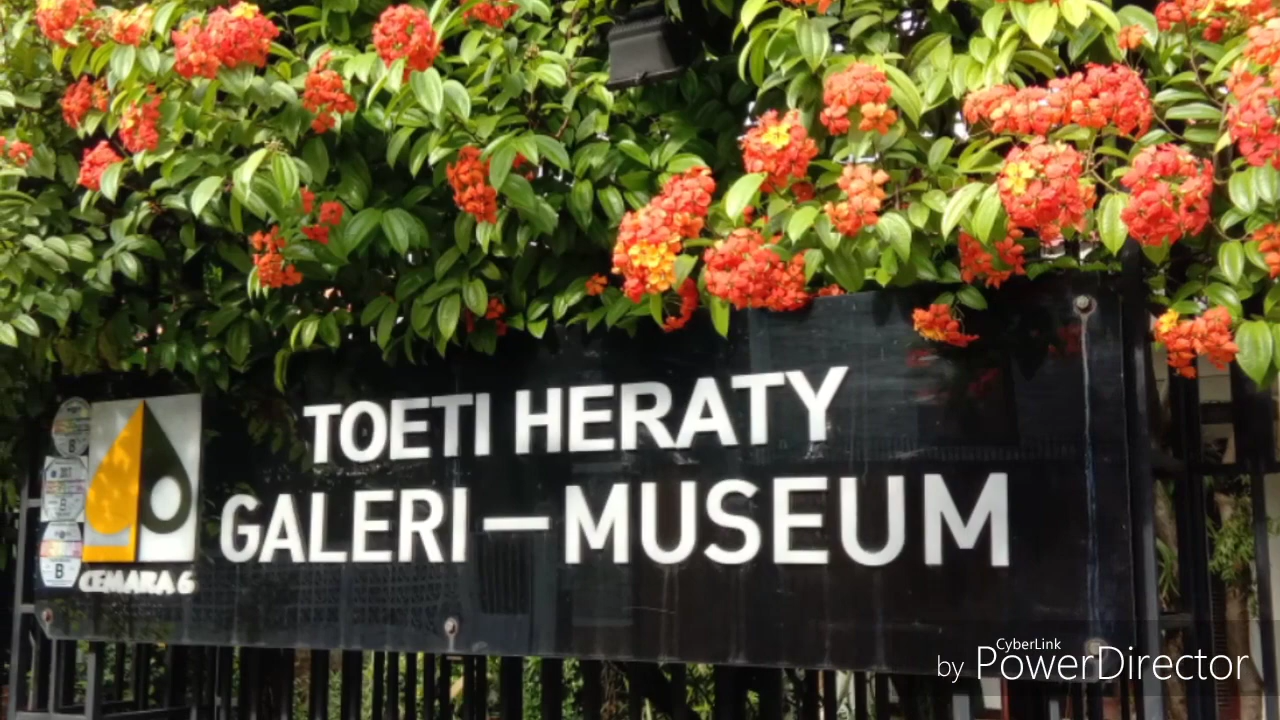 TOETI HERATY
GALERI — MUSEUM
CEMARA 6
B
B
B
by CyberLink PowerDirector